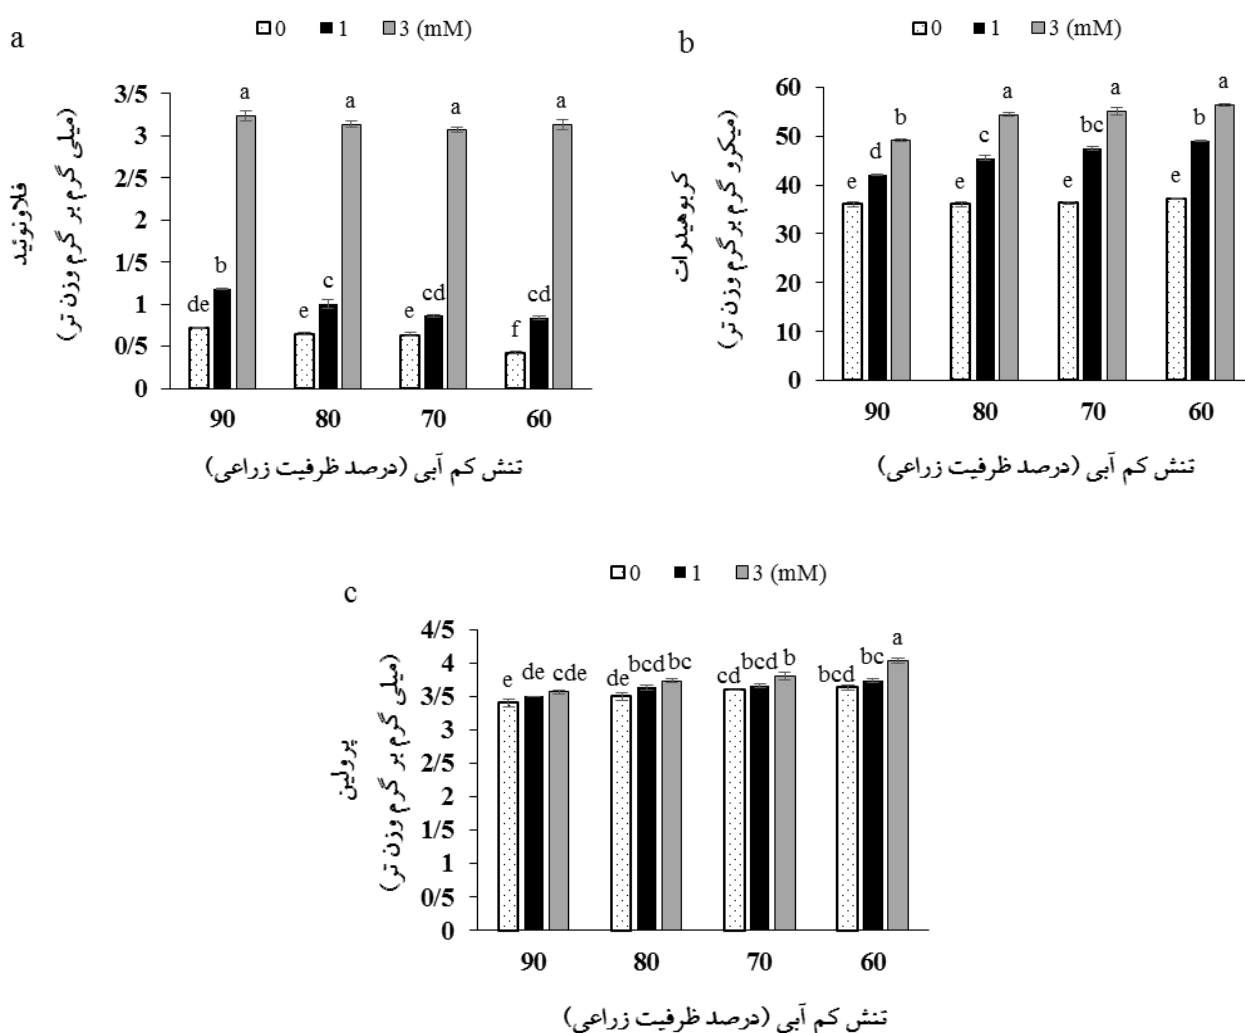 a
0 1 3 (mM)
3/5
3
2/5
2
1/5
1
0/5
0
فلاونوئید
(میلی گرم بر گرم وزن تر)
de b a
e c a
e cd a
f cd a
90 80 70 60
تنش کم آبی (درصد ظرفیت زراعی)
b
0 1 3 (mM)
60
50
40
30
20
10
0
کربوهیدرات
(میکرو گرم برگرم وزن تر)
e d b
e c a
e bc a
e b a
90 80 70 60
تنش کم آبی (درصد ظرفیت زراعی)
c
0 1 3 (mM)
4/5
4
3/5
3
2/5
2
1/5
1
0/5
0
پرولین
(میلی گرم بر گرم وزن تر)
e de cde
de bcd bc
cd bcd b
bcd bc a
90 80 70 60
تنش کم آبی (درصد ظرفیت زراعی)